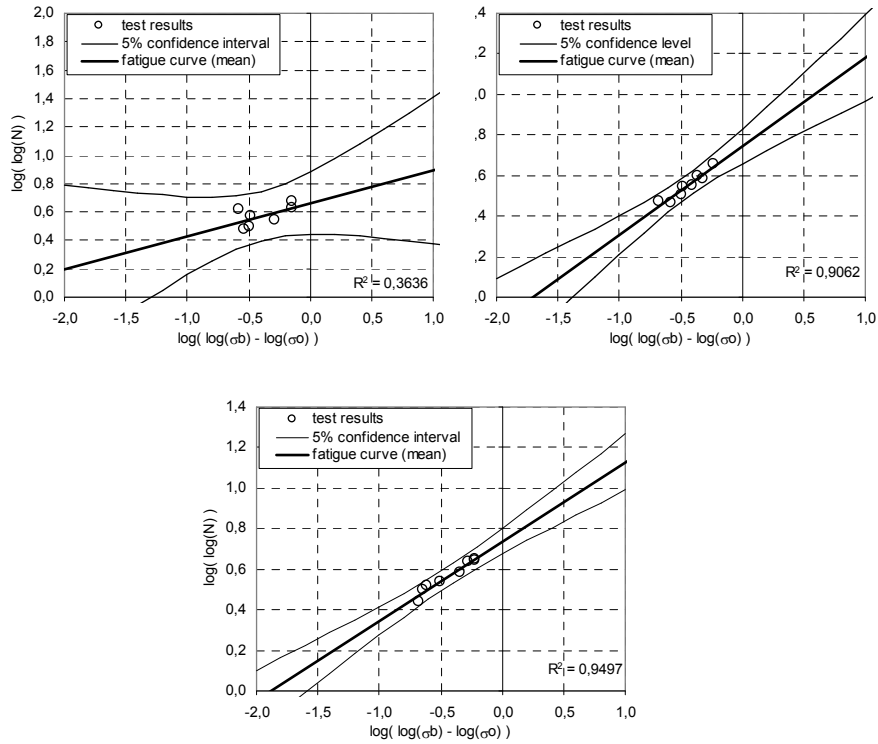 2,0
1,8
1,6
1,4
1,2
1,0
0,8
0,6
0,4
0,2
0,0
log( log(N) )
test results
5% confidence interval
fatigue curve (mean)
R² = 0,3636
-2,0 -1,5 -1,0 -0,5 0,0 0,5 1,0
log( log(σb) - log(σo) )
,4
,2
,0
,8
,6
,4
,2
,0
test results
5% confidence level
fatigue curve (mean)
R² = 0,9062
-2,0 -1,5 -1,0 -0,5 0,0 0,5 1,0
log( log(σb) - log(σo) )
1,4
1,2
1,0
0,8
0,6
0,4
0,2
0,0
log( log(N) )
test results
5% confidence interval
fatigue curve (mean)
R² = 0,9497
-2,0 -1,5 -1,0 -0,5 0,0 0,5 1,0
log( log(σb) - log(σo) )